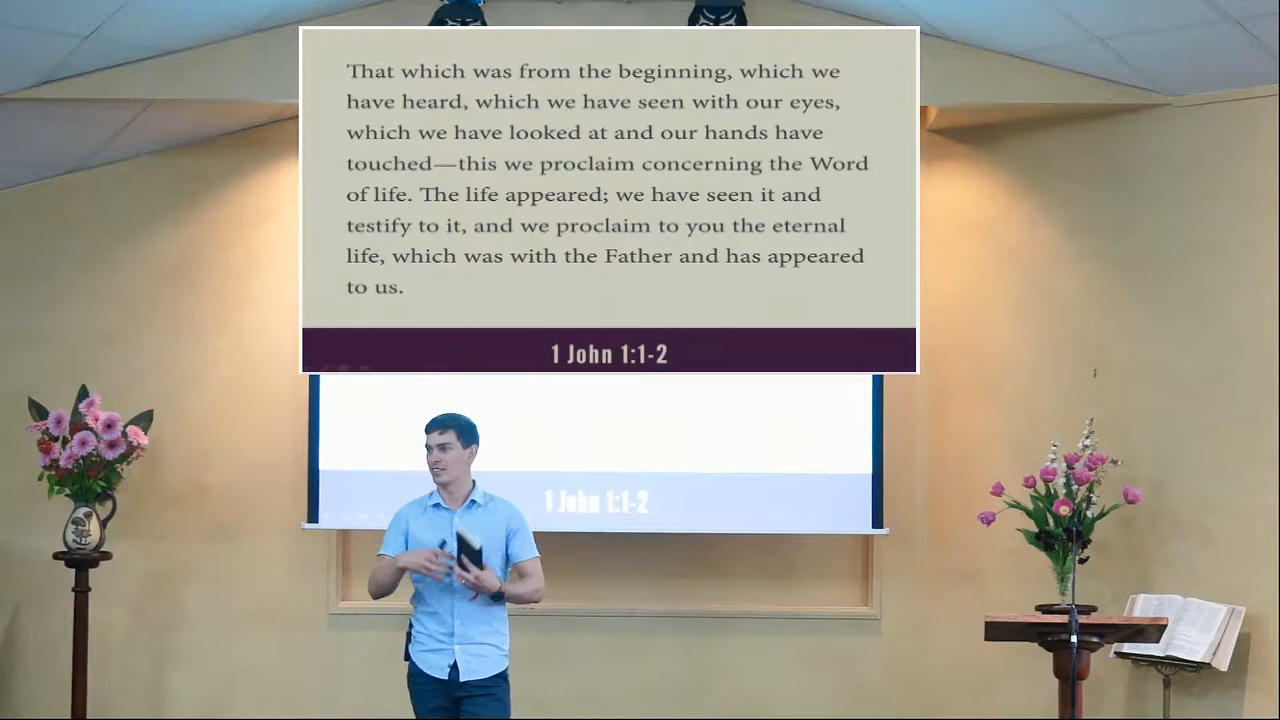 That which was from the beginning, which we
have heard, which we have seen with our eyes,
which we have looked at and our hands have
touched—this we proclaim concerning the Word
of life. The life appeared; we have seen it and
testify to it, and we proclaim to you the eternal
life, which was with the Father and has appeared
to us.
1 John 1:1-2
1 John 1:1-2